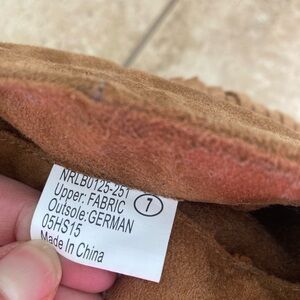 NRLB0125-251
Upper: FABRIC 7
Outsole:GERMAN
05HS15
Made In China